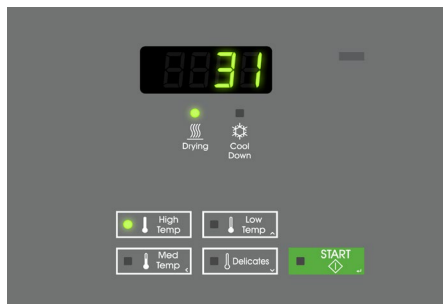 31
Drying
Cool
Down
High
Temp
Low
Temp
Med
Temp
Delicates
START